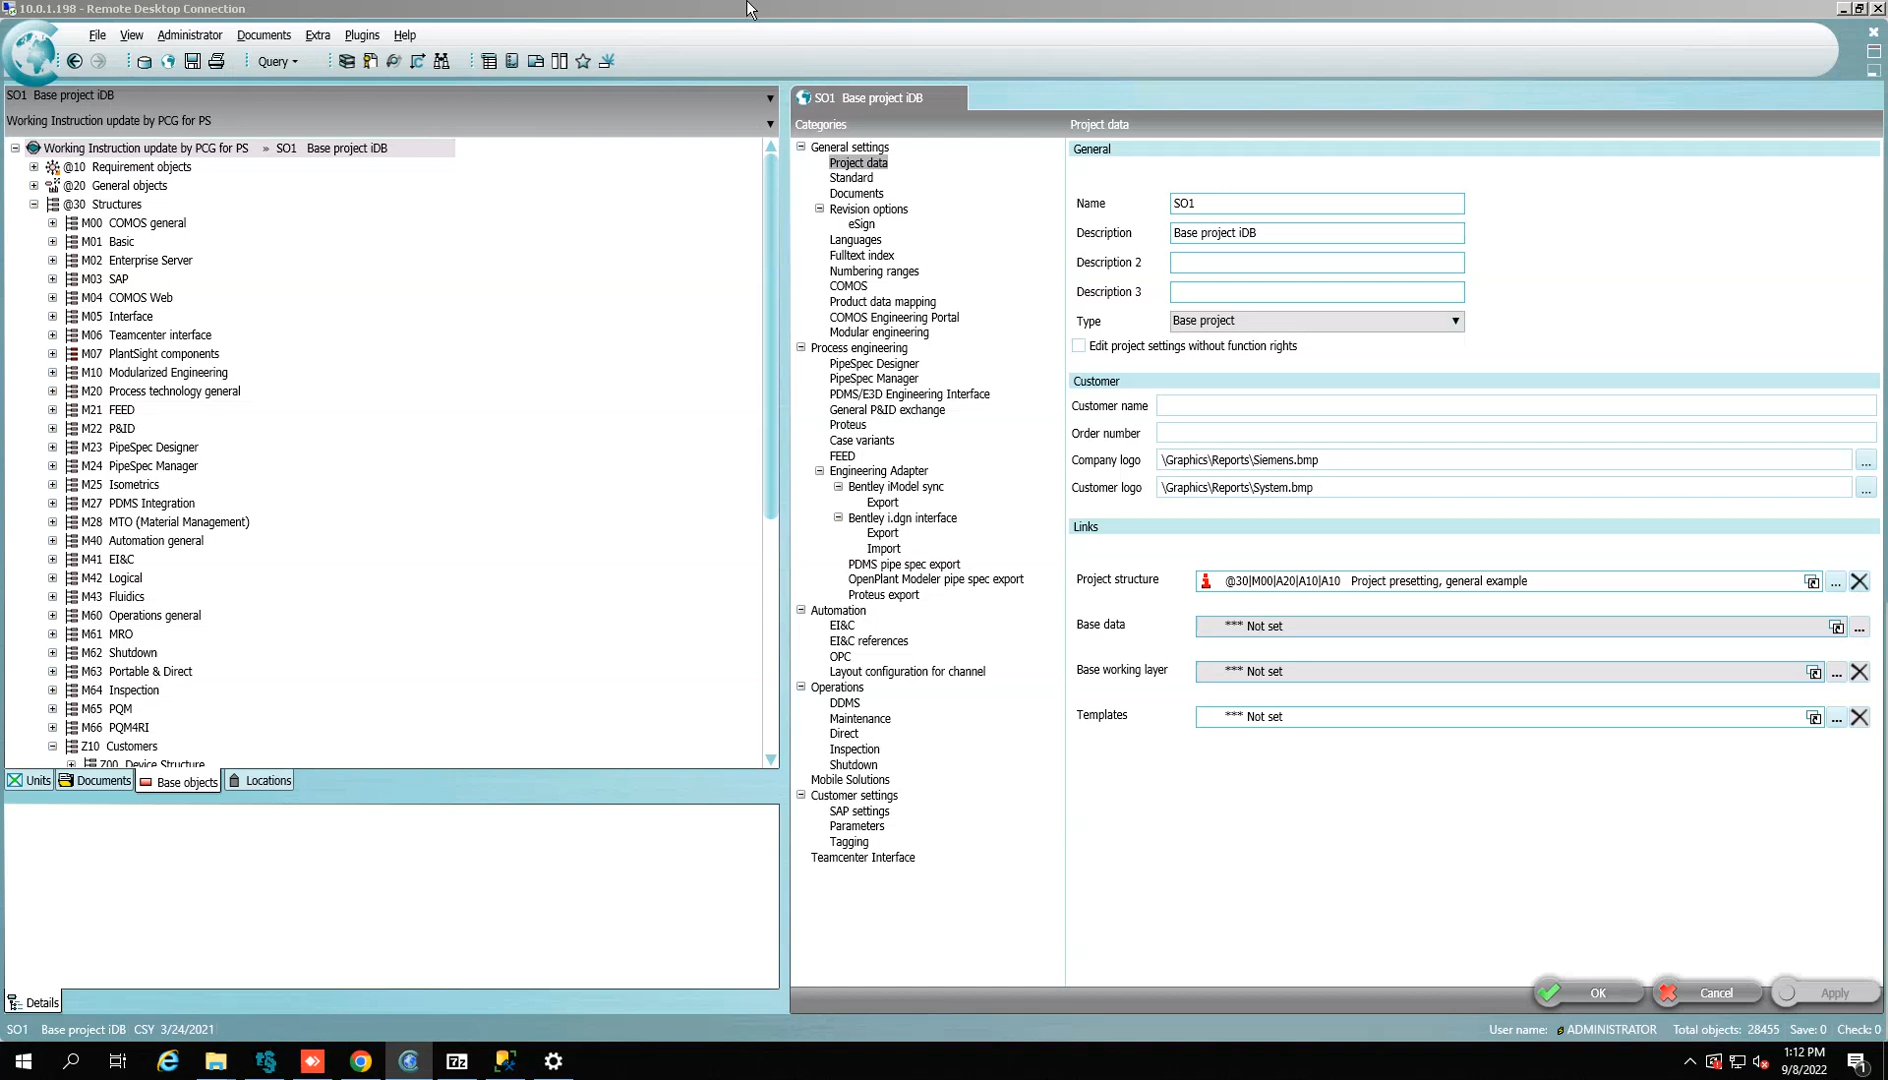 10.0.1.198 - Remote Desktop Connection
File View Administrator Documents Extra Plugins Help
Query
SO1 Base project iDB
Working Instruction update by PCG for PS
Working Instruction update by PCG for PS » SO1 Base project iDB
@10 Requirement objects
@20 General objects
@30 Structures
M00 COMOS general
M01 Basic
M02 Enterprise Server
M03 SAP
M04 COMOS Web
M05 Interface
M06 Teamcenter interface
M07 PlantSight components
M10 Modularized Engineering
M20 Process technology general
M21 FEED
M22 P&ID
M23 PipeSpec Designer
M24 PipeSpec Manager
M25 Isometrics
M27 PDMS Integration
M28 MTO (Material Management)
M40 Automation general
M41 EI&C
M42 Logical
M43 Fluidics
M60 Operations general
M61 MRO
M62 Shutdown
M63 Portable & Direct
M64 Inspection
M65 PQM
M66 PQM4RI
Z10 Customers
Z00 Device Structure
Units Documents Base objects Locations
Details
SO1 Base project iDB
Categories
General settings
Project data
Standard
Documents
Revision options
eSign
Languages
Fulltext index
Numbering ranges
COMOS
Product data mapping
COMOS Engineering Portal
Modular engineering
Process engineering
PipeSpec Designer
PipeSpec Manager
PDMS/E3D Engineering Interface
General P&ID exchange
Proteus
Case variants
FEED
Engineering Adapter
Bentley iModel sync
Export
Bentley i.dgn interface
Export
Import
PDMS pipe spec export
OpenPlant Modeler pipe spec export
Proteus export
Automation
EI&C
EI&C references
OPC
Layout configuration for channel
Operations
DDMS
Maintenance
Direct
Inspection
Shutdown
Mobile Solutions
Customer settings
SAP settings
Parameters
Tagging
Teamcenter Interface
Project data
General
Name SO1
Description Base project iDB
Description 2
Description 3
Type Base project
Edit project settings without function rights
Customer
Customer name
Order number
Company logo \Graphics\Reports\Siemens.bmp ...
Customer logo \Graphics\Reports\System.bmp ...
Links
Project structure @30|M00|A20|A10|A10 Project presetting, general example ...
Base data *** Not set ...
Base working layer *** Not set ...
Templates *** Not set ...
OK Cancel Apply
SO1 Base project iDB CSY 3/24/2021 User name: ADMINISTRATOR Total objects: 28455 Save: 0 Check: 0
7z
1:12 PM
9/8/2022
1